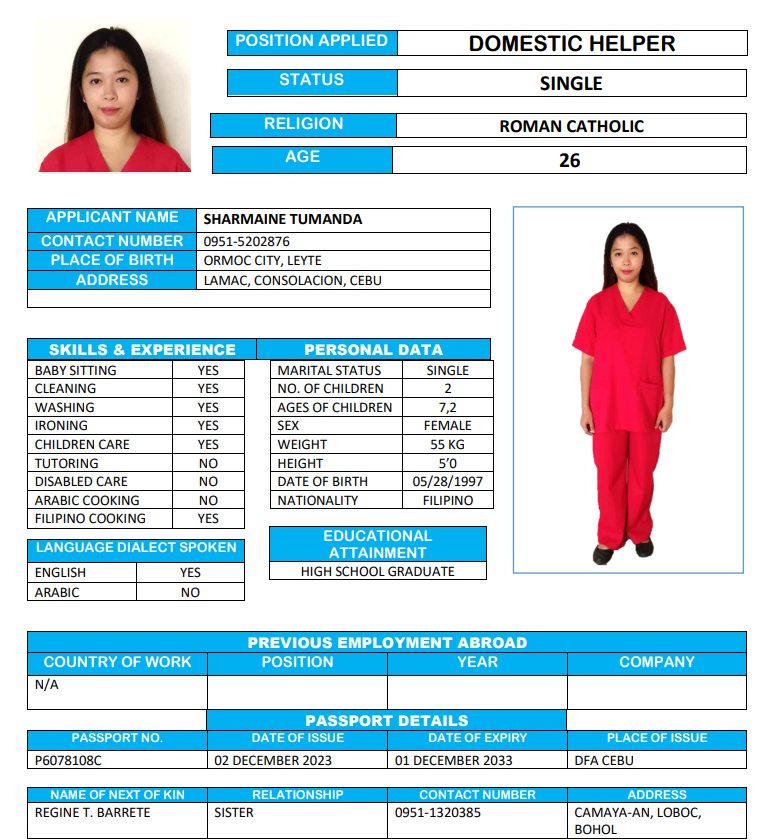 POSITION APPLIED DOMESTIC HELPER
STATUS SINGLE
RELIGION ROMAN CATHOLIC
AGE 26
APPLICANT NAME SHARMAINE TUMANDA
CONTACT NUMBER 0951-5202876
PLACE OF BIRTH ORMOC CITY, LEYTE
ADDRESS LAMAC, CONSOLACION, CEBU
SKILLS & EXPERIENCE PERSONAL DATA
BABY SITTING YES MARITAL STATUS SINGLE
CLEANING YES NO. OF CHILDREN 2
WASHING YES AGES OF CHILDREN 7,2
IRONING YES SEX FEMALE
CHILDREN CARE YES WEIGHT 55 KG
TUTORING NO HEIGHT 5'0
DISABLED CARE NO DATE OF BIRTH 05/28/1997
ARABIC COOKING NO NATIONALITY FILIPINO
FILIPINO COOKING YES
LANGUAGE DIALECT SPOKEN
ENGLISH YES
ARABIC NO
EDUCATIONAL
ATTAINMENT
HIGH SCHOOL GRADUATE
PREVIOUS EMPLOYMENT ABROAD
COUNTRY OF WORK POSITION YEAR COMPANY
N/A
PASSPORT DETAILS
PASSPORT NO. DATE OF ISSUE DATE OF EXPIRY PLACE OF ISSUE
P6078108C 02 DECEMBER 2023 01 DECEMBER 2033 DFA CEBU
NAME OF NEXT OF KIN RELATIONSHIP CONTACT NUMBER ADDRESS
REGINE T. BARRETE SISTER 0951-1320385 CAMAYA-AN, LOBOC,
BOHOL